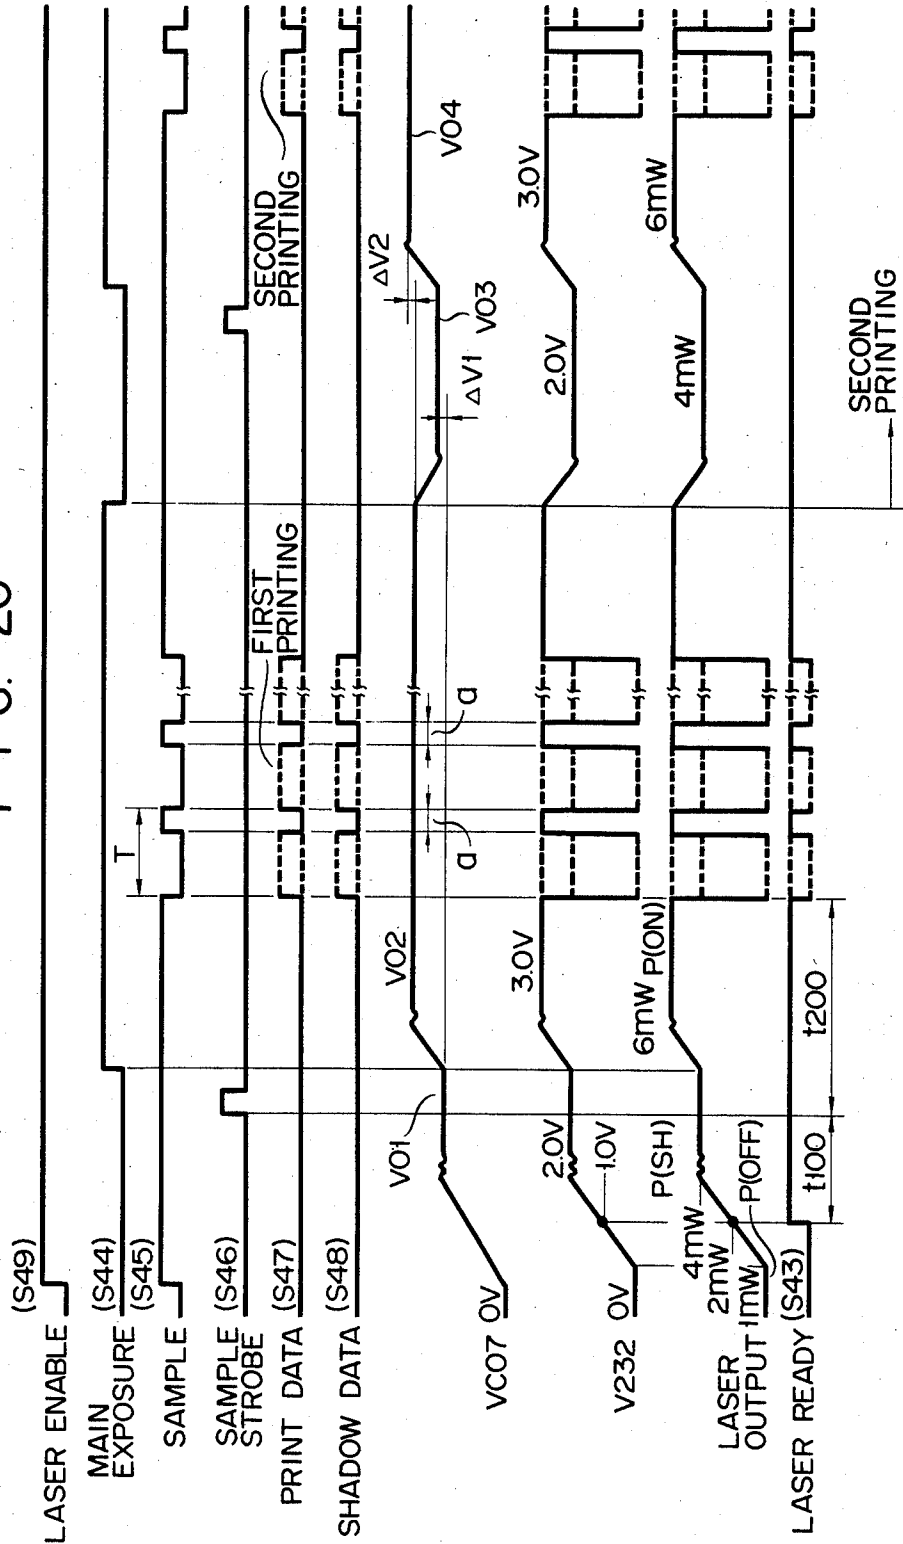 F I G. 20
LASER ENABLE (S49)
MAIN
EXPOSURE (S44)
SAMPLE (S45)
SAMPLE (S46)
STROBE
PRINT DATA (S47)
SHADOW DATA (S48)
T
FIRST
PRINTING
SECOND
PRINTING
VC07 0V
V01
V02
a
a
ΔV1
V03
ΔV2
V04
V232 0V
1.0V
2.0V
3.0V
2.0V
3.0V
LASER
OUTPUT 1mW
2mW
4mW
P(SH)
P(OFF)
6mW P(ON)
4mW
6mW
LASER READY (S43)
t100
t200
SECOND
PRINTING